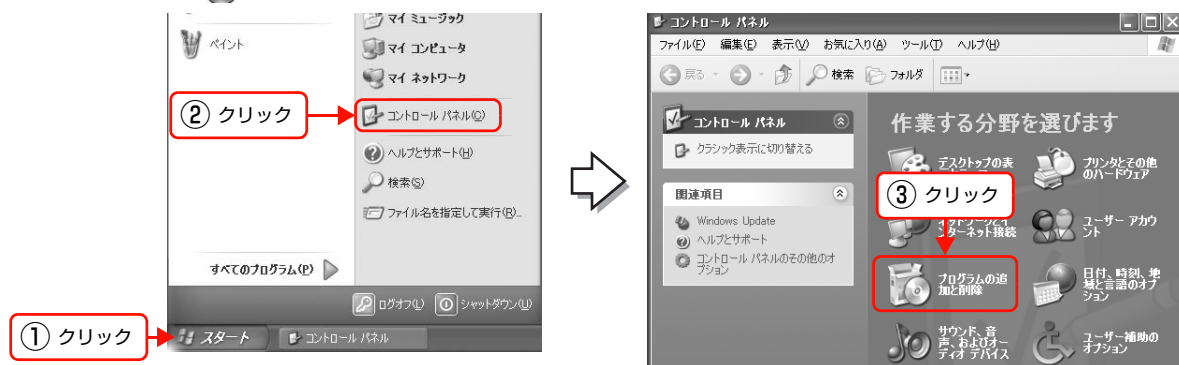 マイ ミュージック
ペイント
マイ コンピュータ
マイ ネットワーク
② クリック
コントロール パネル(C)
ヘルプとサポート(H)
検索(S)
ファイル名を指定して実行(R)...
すべてのプログラム(P)
ログオフ(L)
シャットダウン(U)
① クリック
スタート
コントロール パネル
コントロール パネル
ファイル(F) 編集(E) 表示(V) お気に入り(A) ツール(T) ヘルプ(H)
戻る
検索
フォルダ
コントロール パネル
クラシック表示に切り替える
関連項目
Windows Update
ヘルプとサポート
コントロール パネルのその他のオ
プション
作業する分野を選びます
デスクトップの表
プリンタとその他
のハードウェア
③ クリック
ネットワークとイ
ンターネット接続
ユーザー アカウ
ント
プログラムの追
加と削除
日付、時刻、地
域と言語のオプ
ション
サウンド、音
声、およびオー
ディオ デバイス
ユーザー補助の
オプション